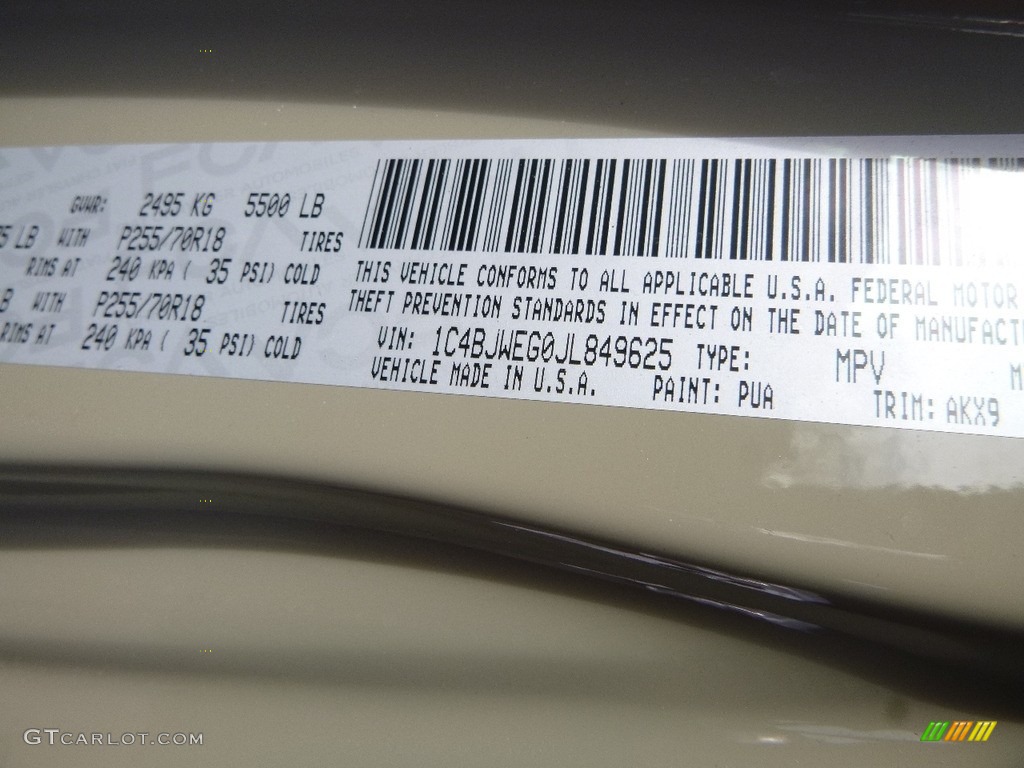 GVWR: 2495 KG 5500 LB
5 LB WITH P255/70R18 TIRES
RIMS AT 240 KPA ( 35 PSI) COLD
B WITH P255/70R18 TIRES
RIMS AT 240 KPA ( 35 PSI) COLD
THIS VEHICLE CONFORMS TO ALL APPLICABLE U.S.A. FEDERAL MOTOR
THEFT PREVENTION STANDARDS IN EFFECT ON THE DATE OF MANUFACT
VIN: 1C4BJWEG0JL849625 TYPE: MPV M
VEHICLE MADE IN U.S.A. PAINT: PUA TRIM: AKX9
GTCARLOT.COM